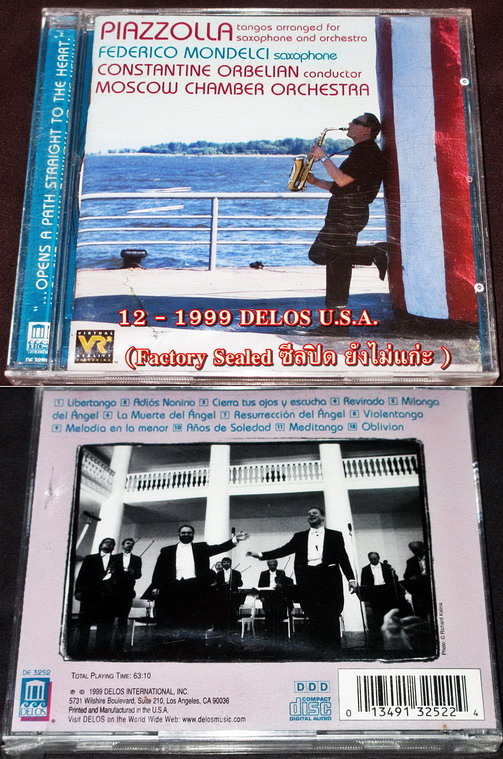 PIAZZOLLA tangos arranged for
saxophone and orchestra
FEDERICO MONDELCI saxophone
CONSTANTINE ORBELIAN conductor
MOSCOW CHAMBER ORCHESTRA
"...OPENS A PATH STRAIGHT TO THE HEART."
VR
12 - 1999 DELOS U.S.A.
(Factory Sealed ซีลปิด ยังไม่แก่ะ )
1 Libertango 2 Adiós Nonino 3 Cierra tus ojos y escucha 4 Revirado 5 Milonga
del Ángel 6 La Muerte del Ángel 7 Resurrección del Ángel 8 Violentango
9 Melodia en la menor 10 Años de Soledad 11 Meditango 12 Oblivion
Photo: © Richard Kaina
DE 3252
DELOS
TOTAL PLAYING TIME: 63:10
℗ © 1999 DELOS INTERNATIONAL, INC.
5731 Wilshire Boulevard, Suite 210, Los Angeles, CA 90036
Printed and Manufactured in the U.S.A.
Visit DELOS on the World Wide Web: www.delosmusic.com
DDD
COMPACT
disc
DIGITAL AUDIO
0 13491 32522 4